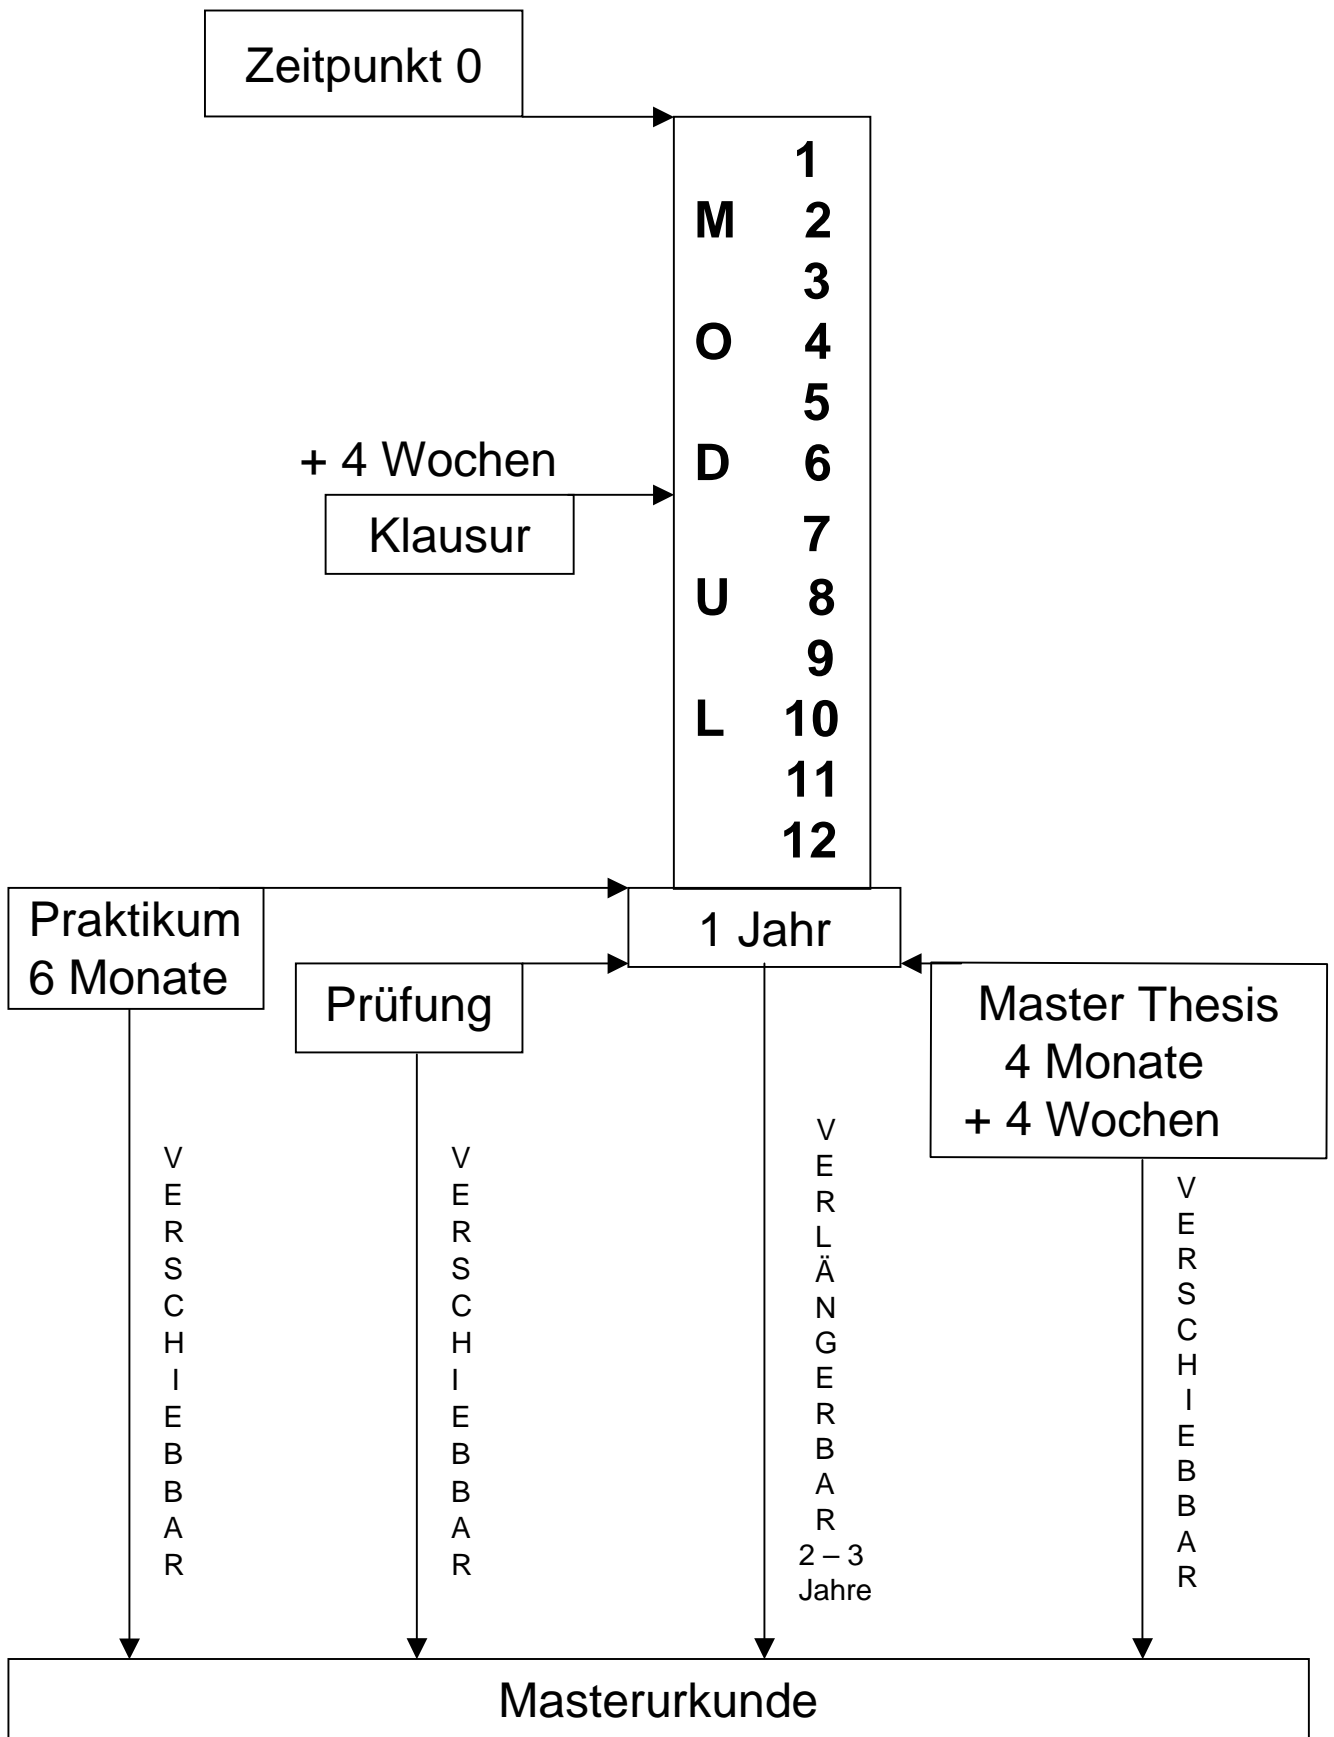 Zeitpunkt 0
1
M 2
3
O 4
5
+ 4 Wochen
D 6
Klausur
7
U 8
9
L 10
11
12
Praktikum
6 Monate
1 Jahr
Prüfung
Master Thesis
4 Monate
+ 4 Wochen
VERSCHIEBBAR
VERSCHIEBBAR
VERLÄNGERBAR
2 – 3
Jahre
VERSCHIEBBAR
Masterurkunde